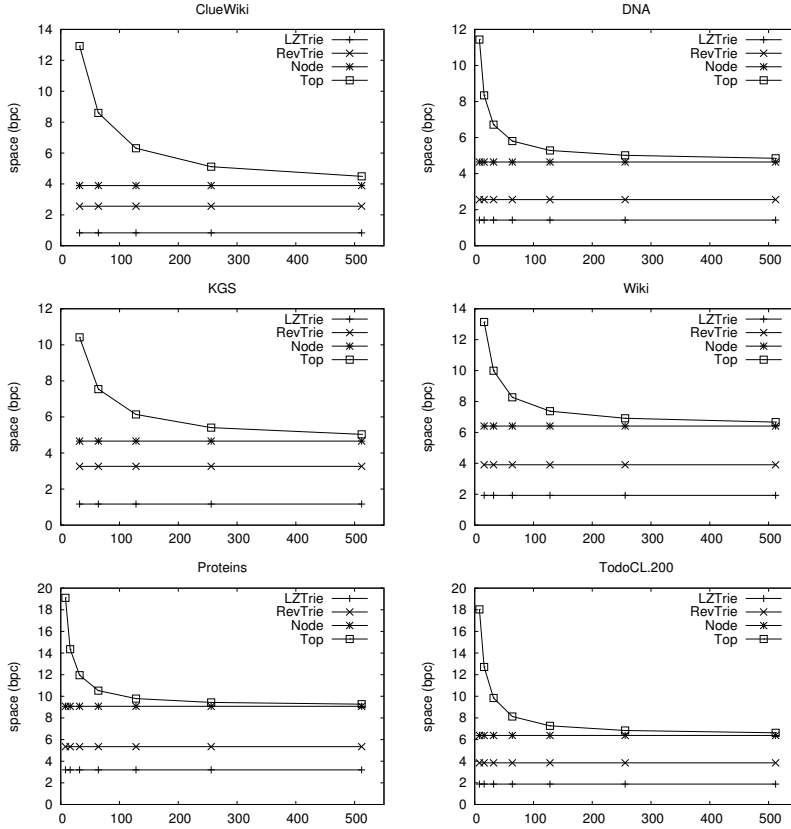 ClueWiki
14
12
10
8
6
4
2
0
space (bpc)
LZTrie
RevTrie
Node
Top
0 100 200 300 400 500
DNA
12
10
8
6
4
2
0
space (bpc)
LZTrie
RevTrie
Node
Top
0 100 200 300 400 500
KGS
12
10
8
6
4
2
0
space (bpc)
LZTrie
RevTrie
Node
Top
0 100 200 300 400 500
Wiki
14
12
10
8
6
4
2
0
space (bpc)
LZTrie
RevTrie
Node
Top
0 100 200 300 400 500
Proteins
20
18
16
14
12
10
8
6
4
2
0
space (bpc)
LZTrie
RevTrie
Node
Top
0 100 200 300 400 500
TodoCL.200
20
18
16
14
12
10
8
6
4
2
0
space (bpc)
LZTrie
RevTrie
Node
Top
0 100 200 300 400 500